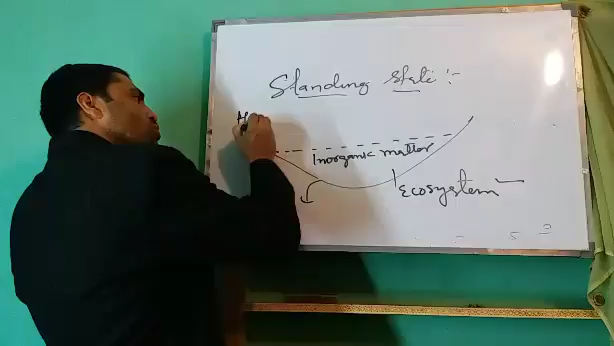 Standing state :-
Inorganic matter
Ecosystem